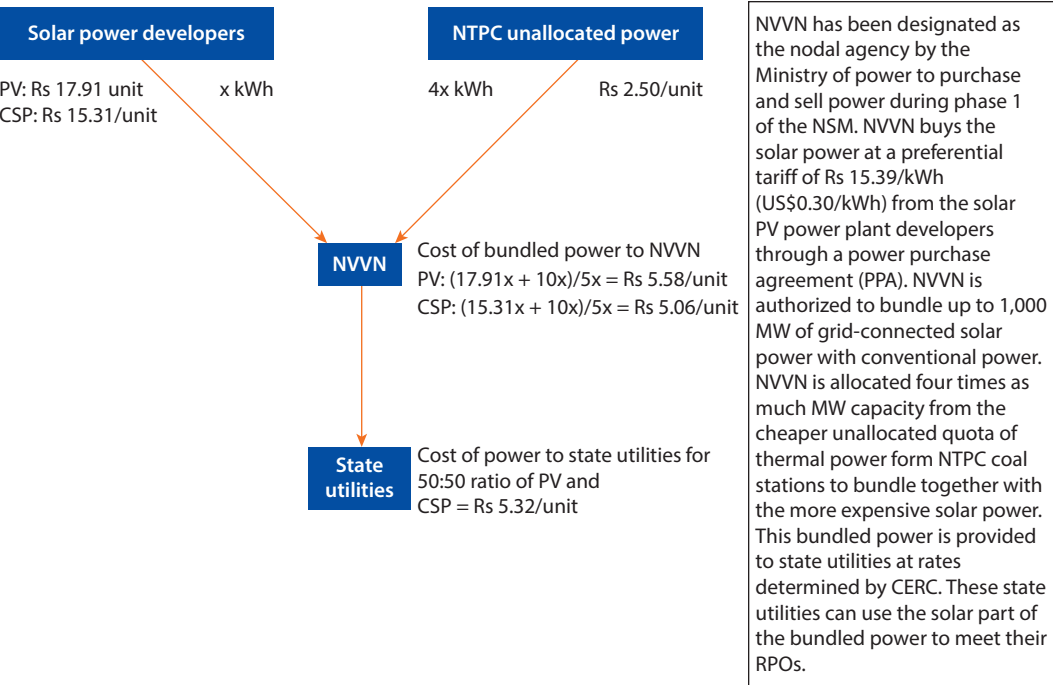 Solar power developers
NTPC unallocated power
PV: Rs 17.91 unit
x kWh
4x kWh
Rs 2.50/unit
CSP: Rs 15.31/unit
NVVN
Cost of bundled power to NVVN
PV: (17.91x + 10x)/5x = Rs 5.58/unit
CSP: (15.31x + 10x)/5x = Rs 5.06/unit
State
utilities
Cost of power to state utilities for
50:50 ratio of PV and
CSP = Rs 5.32/unit
NVVN has been designated as
the nodal agency by the
Ministry of power to purchase
and sell power during phase 1
of the NSM. NVVN buys the
solar power at a preferential
tariff of Rs 15.39/kWh
(US$0.30/kWh) from the solar
PV power plant developers
through a power purchase
agreement (PPA). NVVN is
authorized to bundle up to 1,000
MW of grid-connected solar
power with conventional power.
NVVN is allocated four times as
much MW capacity from the
cheaper unallocated quota of
thermal power form NTPC coal
stations to bundle together with
the more expensive solar power.
This bundled power is provided
to state utilities at rates
determined by CERC. These state
utilities can use the solar part of
the bundled power to meet their
RPOs.